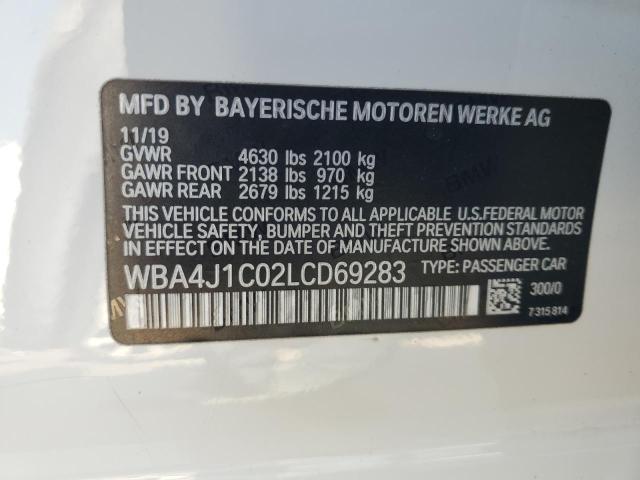 MFD BY BAYERISCHE MOTOREN WERKE AG
11/19
GVWR 4630 lbs 2100 kg
GAWR FRONT 2138 lbs 970 kg
GAWR REAR 2679 lbs 1215 kg
THIS VEHICLE CONFORMS TO ALL APPLICABLE U.S.FEDERAL MOTOR
VEHICLE SAFETY, BUMPER AND THEFT PREVENTION STANDARDS
IN EFFECT ON THE DATE OF MANUFACTURE SHOWN ABOVE.
WBA4J1C02LCD69283 TYPE: PASSENGER CAR
300/0
7315814